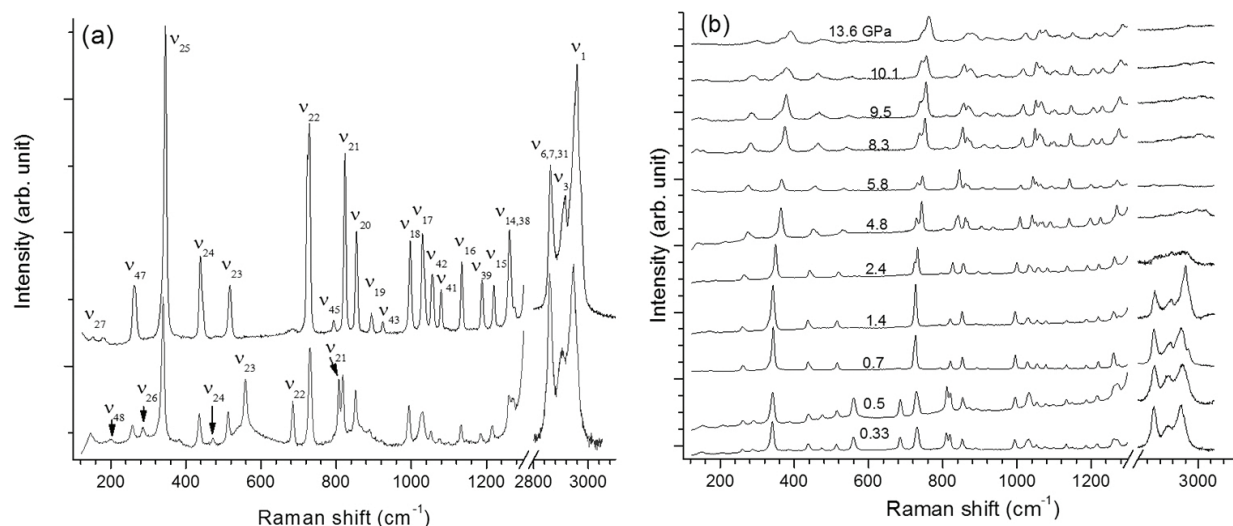 (a)
ν25
ν1
ν22
ν21
ν6,7,31
ν3
ν20
ν17
ν18
ν14,38
ν24
ν42
ν16
ν15
ν47
ν23
ν41
ν39
ν19
ν27
ν45
ν43
ν21
ν23
ν26
ν24
ν22
ν48
Intensity (arb. unit)
200 400 600 800 1000 1200 2800 3000
Raman shift (cm-1)
(b)
13.6 GPa
10.1
9.5
8.3
5.8
4.8
2.4
1.4
0.7
0.5
0.33
Intensity (arb. unit)
200 400 600 800 1000 1200 3000
Raman shift (cm-1)